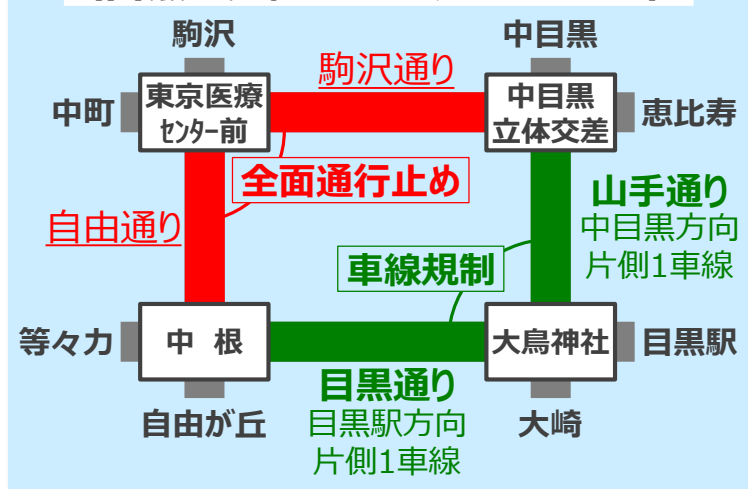 駒沢
中目黒
駒沢通り
中町
東京医療
センター前
中目黒
立体交差
恵比寿
全面通行止め
山手通り
中目黒方向
片側1車線
自由通り
車線規制
等々力
中 根
大鳥神社
目黒駅
目黒通り
目黒駅方向
片側1車線
自由が丘
大崎